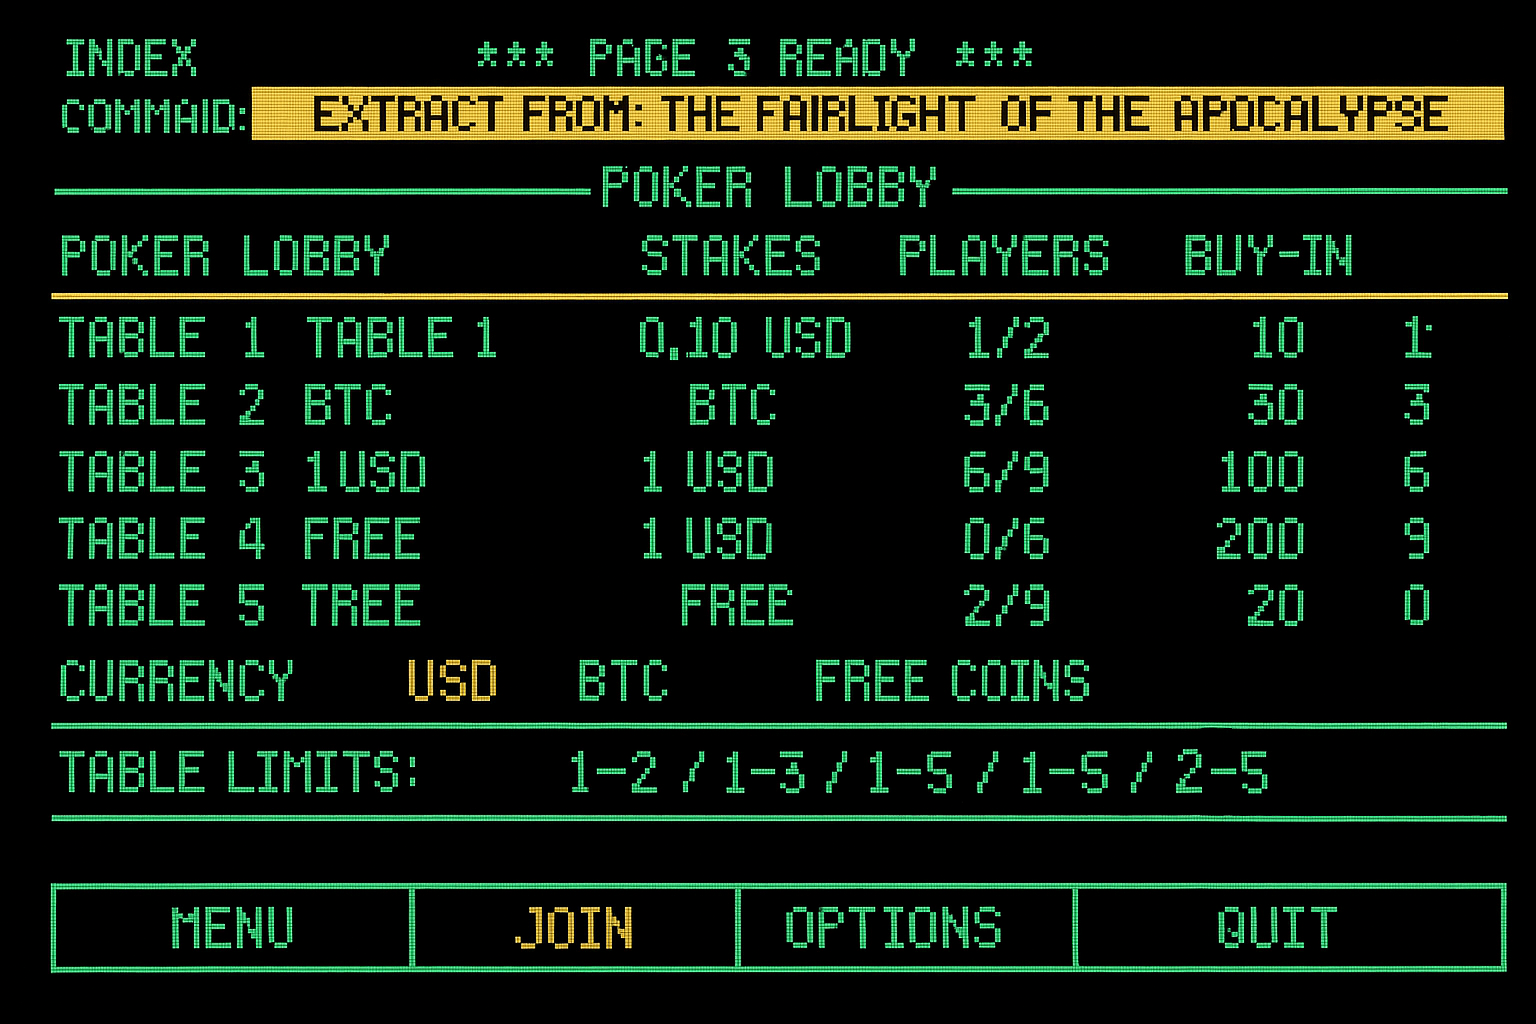 INDEX *** PAGE 3 READY ***
COMMAID: EXTRACT FROM: THE FAIRLIGHT OF THE APOCALYPSE
POKER LOBBY
POKER LOBBY STAKES PLAYERS BUY-IN
TABLE 1 TABLE 1 0.10 USD 1/2 10 1
TABLE 2 BTC BTC 3/6 30 3
TABLE 3 1 USD 1 USD 6/9 100 6
TABLE 4 FREE 1 USD 0/6 200 9
TABLE 5 TREE FREE 2/9 20 0
CURRENCY USD BTC FREE COINS
TABLE LIMITS: 1-2 / 1-3 / 1-5 / 1-5 / 2-5
MENU JOIN OPTIONS QUIT